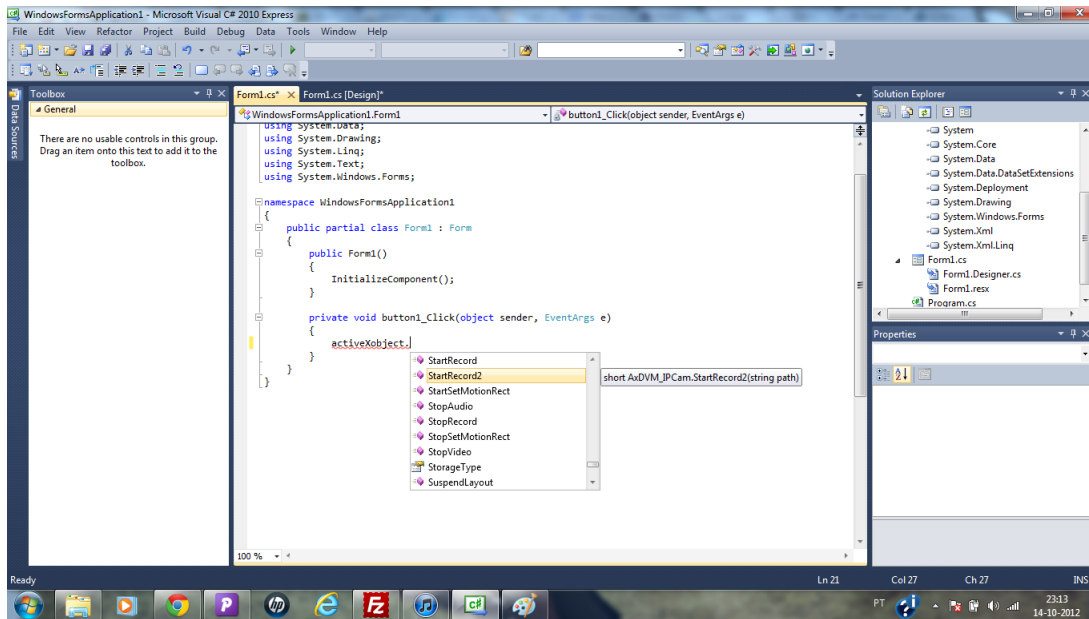 WindowsFormsApplication1 - Microsoft Visual C# 2010 Express
File Edit View Refactor Project Build Debug Data Tools Window Help
Data Sources
Toolbox
General
There are no usable controls in this group.
Drag an item onto this text to add it to the
toolbox.
Form1.cs* Form1.cs [Design]*
WindowsFormsApplication1.Form1 button1_Click(object sender, EventArgs e)
using System.Data;
using System.Drawing;
using System.Linq;
using System.Text;
using System.Windows.Forms;
namespace WindowsFormsApplication1
{
public partial class Form1 : Form
{
public Form1()
{
InitializeComponent();
}
private void button1_Click(object sender, EventArgs e)
{
activeXobject.
}
}
}
StartRecord
StartRecord2
StartSetMotionRect
StopAudio
StopRecord
StopSetMotionRect
StopVideo
StorageType
SuspendLayout
short AxDVM_IPCam.StartRecord2(string path)
100 %
Solution Explorer
System
System.Core
System.Data
System.Data.DataSetExtensions
System.Deployment
System.Drawing
System.Windows.Forms
System.Xml
System.Xml.Linq
Form1.cs
Form1.Designer.cs
Form1.resx
Program.cs
Properties
Ready Ln 21 Col 27 Ch 27 INS
P hp Fz C# PT 23:13
14-10-2012